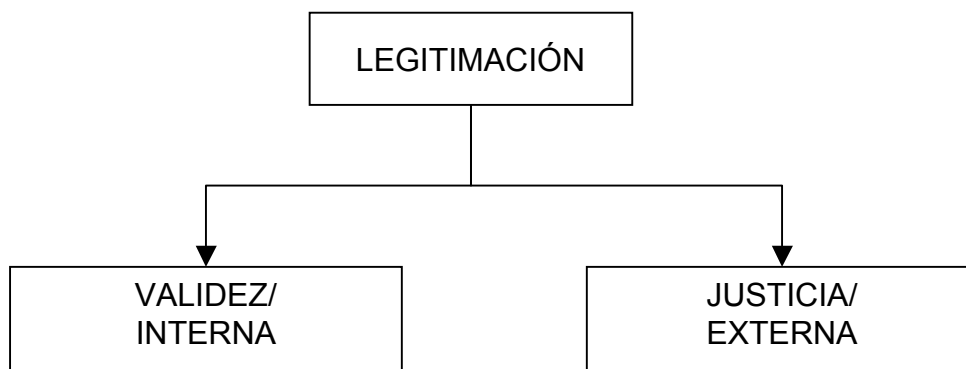 LEGITIMACIÓN
VALIDEZ/
INTERNA
JUSTICIA/
EXTERNA